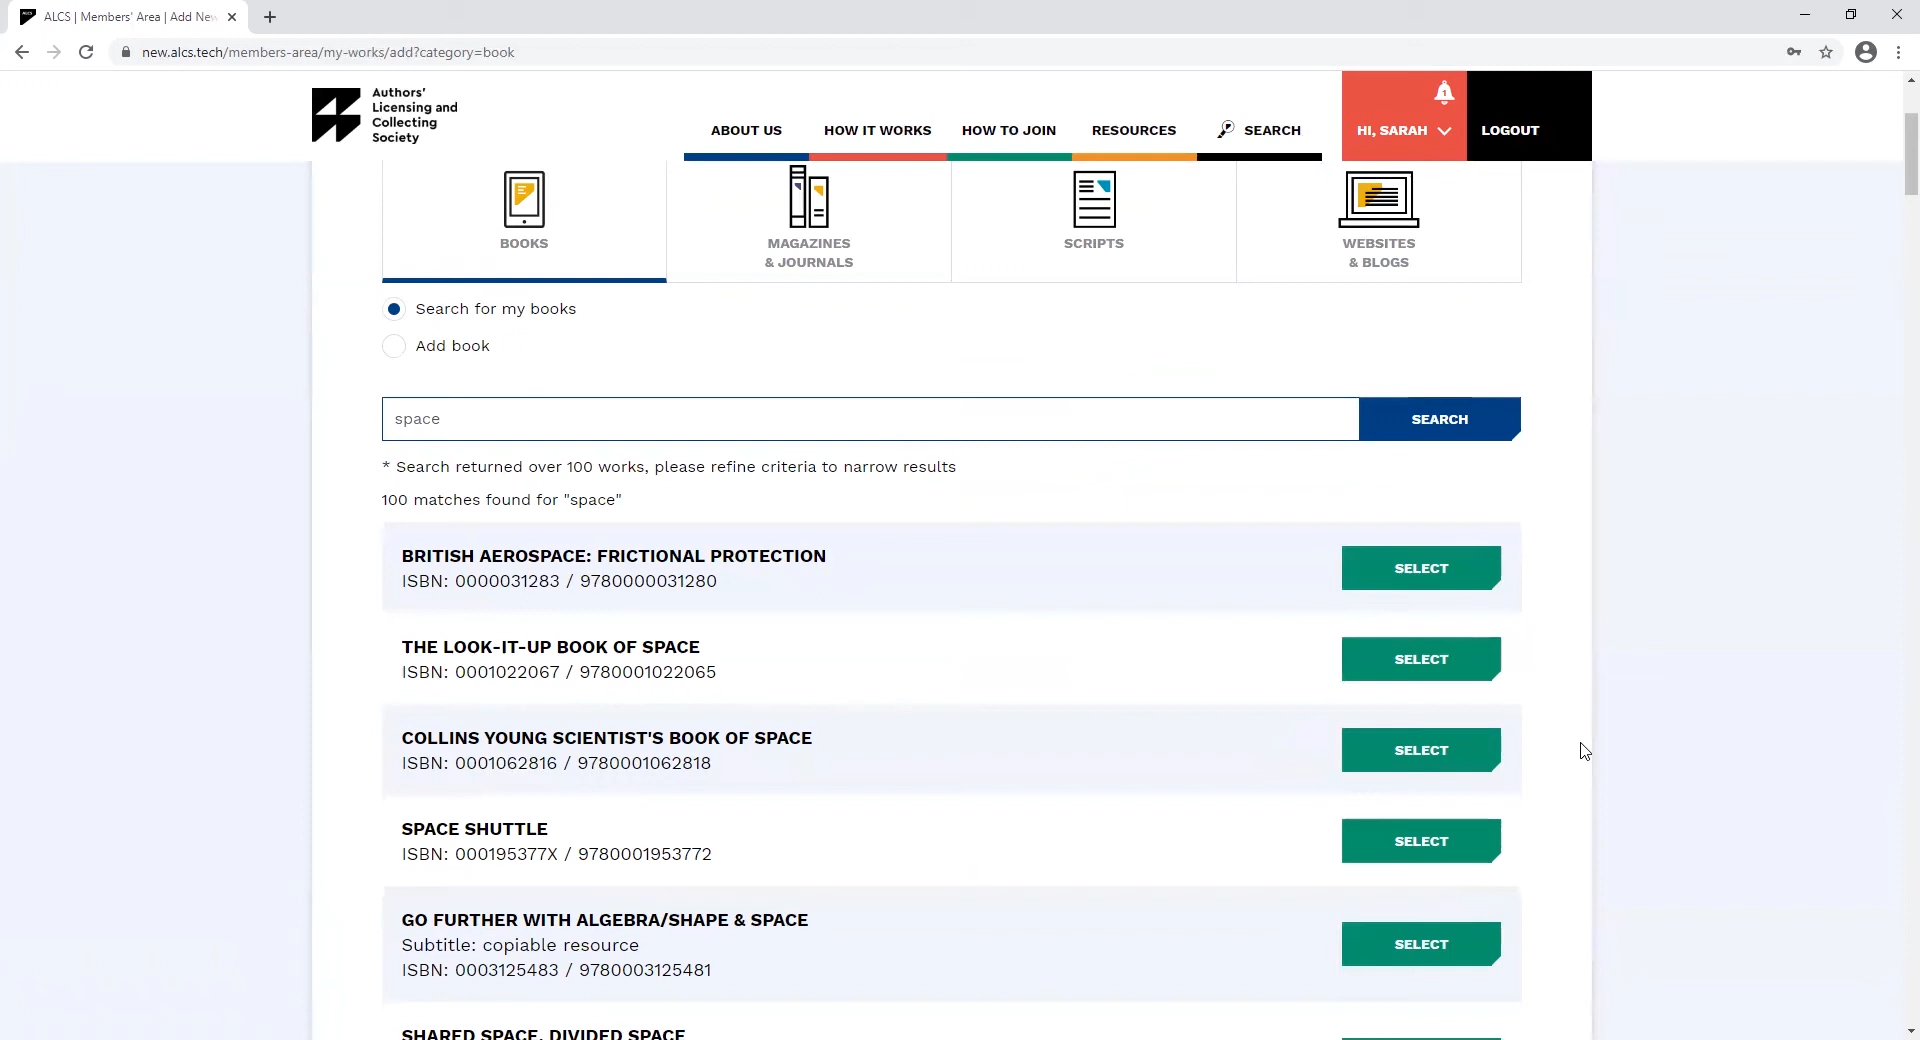 ALCS | Members' Area | Add New
new.alcs.tech/members-area/my-works/add?category=book
Authors'
Licensing and
Collecting
Society
ABOUT US
HOW IT WORKS
HOW TO JOIN
RESOURCES
SEARCH
1
HI, SARAH
LOGOUT
BOOKS
MAGAZINES
& JOURNALS
SCRIPTS
WEBSITES
& BLOGS
Search for my books
Add book
space
SEARCH
* Search returned over 100 works, please refine criteria to narrow results
100 matches found for "space"
BRITISH AEROSPACE: FRICTIONAL PROTECTION
ISBN: 0000031283 / 9780000031280
SELECT
THE LOOK-IT-UP BOOK OF SPACE
ISBN: 0001022067 / 9780001022065
SELECT
COLLINS YOUNG SCIENTIST'S BOOK OF SPACE
ISBN: 0001062816 / 9780001062818
SELECT
SPACE SHUTTLE
ISBN: 000195377X / 9780001953772
SELECT
GO FURTHER WITH ALGEBRA/SHAPE & SPACE
Subtitle: copiable resource
ISBN: 0003125483 / 9780003125481
SELECT
SHARED SPACE, DIVIDED SPACE